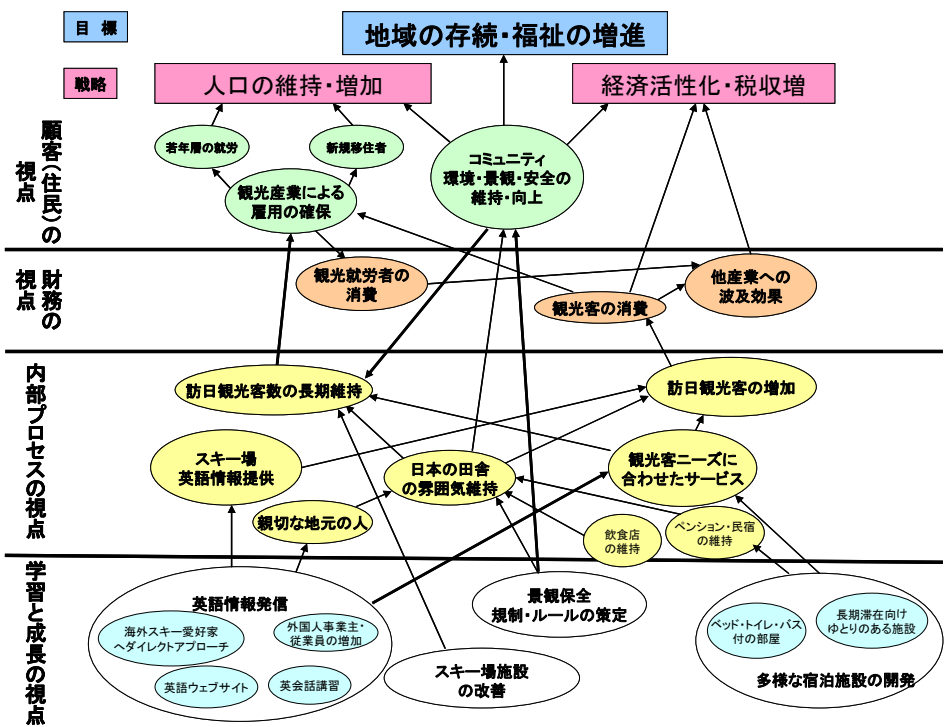 目 標
地域の存続・福祉の増進
戦略
人口の維持・増加
経済活性化・税収増
顧客(住民)の
視点
若年層の就労
新規移住者
コミュニティ
環境・景観・安全の
維持・向上
観光産業による
雇用の確保
財務の
視点
観光就労者の
消費
観光客の消費
他産業への
波及効果
内部プロセスの視点
訪日観光客数の長期維持
訪日観光客の増加
スキー場
英語情報提供
日本の田舎
の雰囲気維持
観光客ニーズに
合わせたサービス
親切な地元の人
飲食店
の維持
ペンション・民宿
の維持
学習と成長の視点
英語情報発信
海外スキー愛好家
へダイレクトアプローチ
外国人事業主・
従業員の増加
英語ウェブサイト
英会話講習
景観保全
規制・ルールの策定
スキー場施設
の改善
ベッド・トイレ・バス
付の部屋
長期滞在向け
ゆとりのある施設
多様な宿泊施設の開発